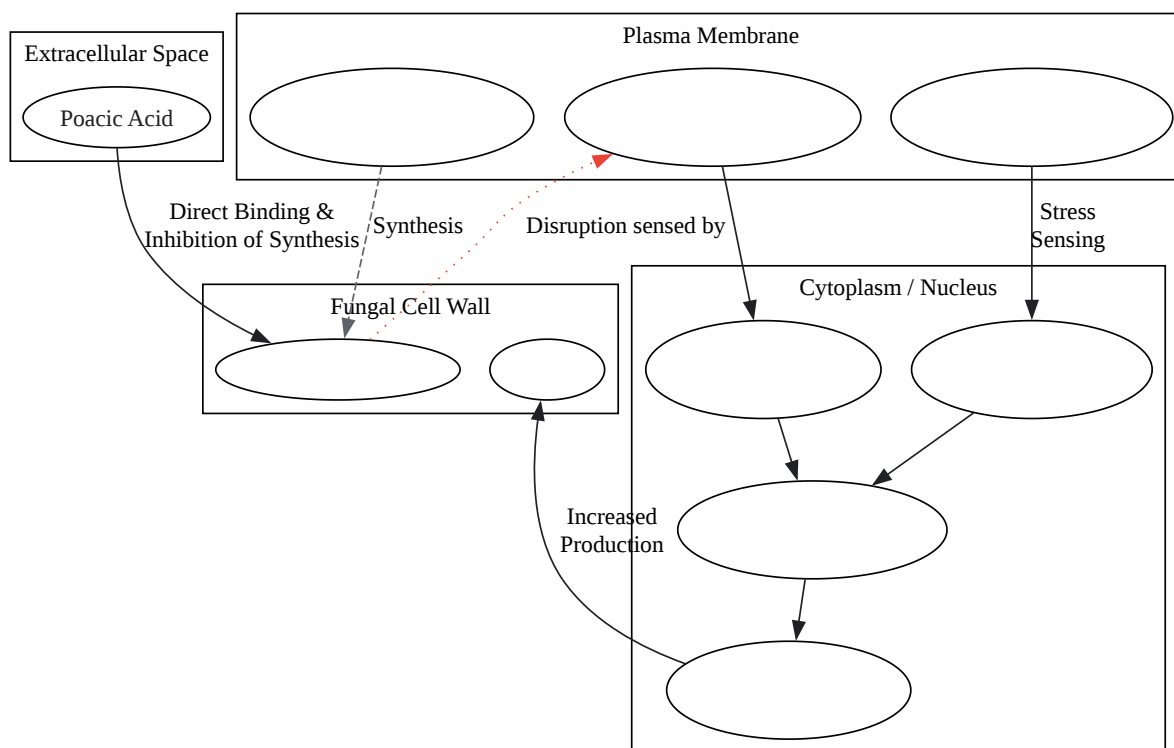 Plasma Membrane
Extracellular Space
Poacic Acid
Direct Binding &
Inhibition of Synthesis
Synthesis
Disruption sensed by
Stress
Sensing
Cytoplasm / Nucleus
Fungal Cell Wall
Increased
Production